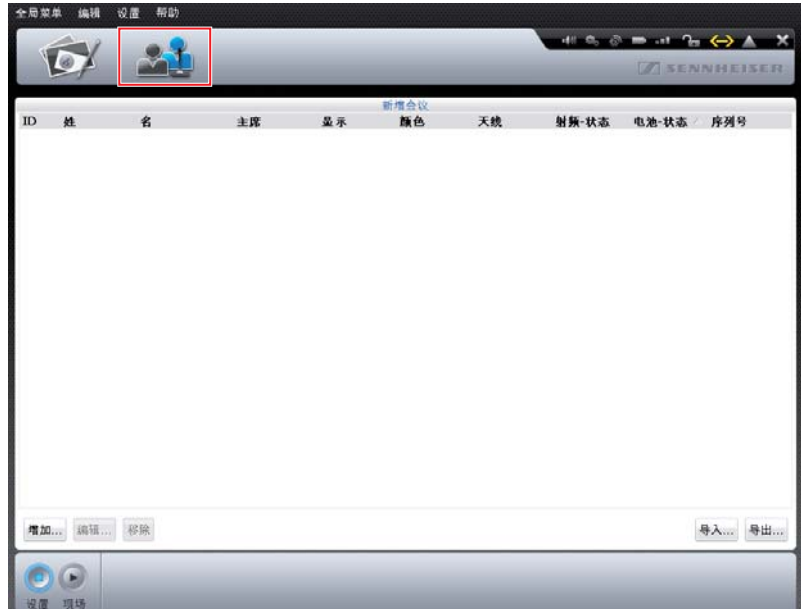 全局菜单 编辑 设置 帮助
SENNHEISER
新增会议
ID 姓 名 主席 显示 颜色 天线 射频-状态 电池-状态 序列号
增加... 编辑... 移除 导入... 导出...
设置 现场